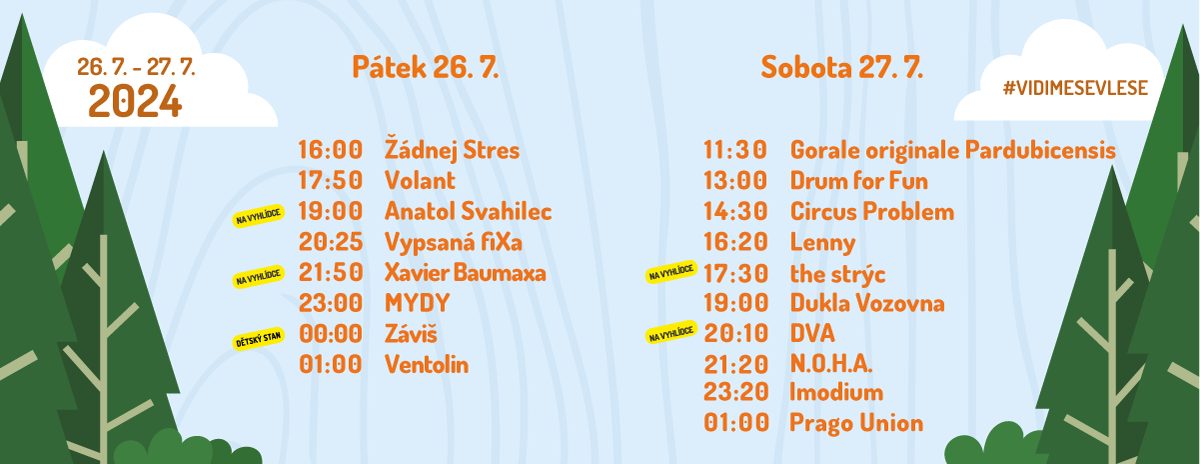 26. 7. - 27. 7.
2024
#VIDIMESEVLESE
Pátek 26. 7.
16:00 Žádnej Stres
17:50 Volant
NA VYHLÍDCE 19:00 Anatol Svahilec
20:25 Vypsaná fiXa
NA VYHLÍDCE 21:50 Xavier Baumaxa
23:00 MYDY
DĚTSKÝ STAN 00:00 Záviš
01:00 Ventolin
Sobota 27. 7.
11:30 Gorale originale Pardubicensis
13:00 Drum for Fun
14:30 Circus Problem
16:20 Lenny
NA VYHLÍDCE 17:30 the strýc
19:00 Dukla Vozovna
NA VYHLÍDCE 20:10 DVA
21:20 N.O.H.A.
23:20 Imodium
01:00 Prago Union